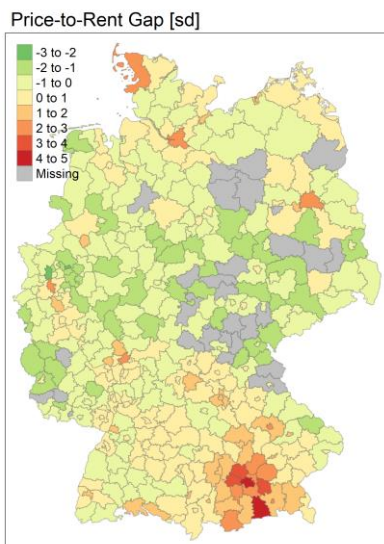 Price-to-Rent Gap [sd]
-3 to -2
-2 to -1
-1 to 0
0 to 1
1 to 2
2 to 3
3 to 4
4 to 5
Missing